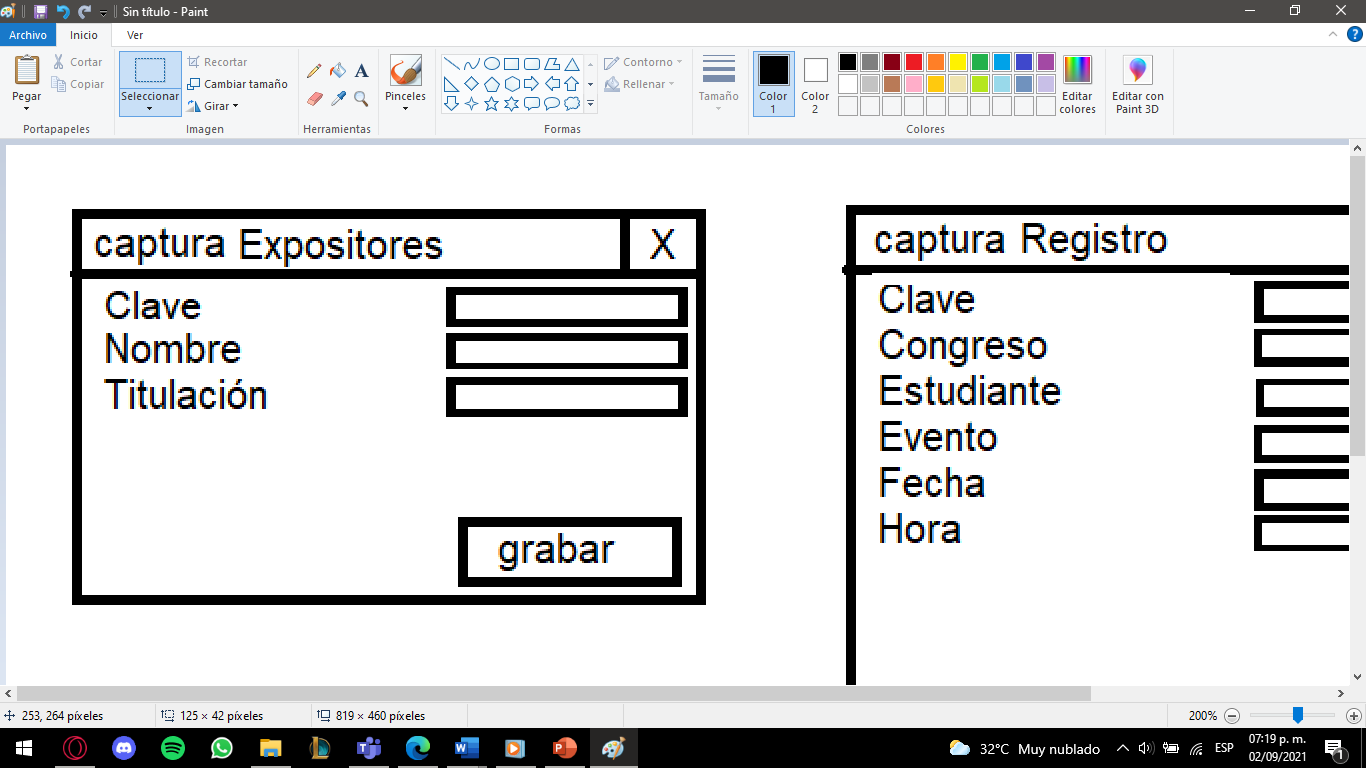 Sin título - Paint
Archivo Inicio Ver
Pegar
Cortar
Copiar
Portapapeles
Seleccionar
Recortar
Cambiar tamaño
Girar
Imagen
A
Herramientas
Pinceles
Contorno
Rellenar
Formas
Tamaño
Color 1
Color 2
Editar colores
Colores
Editar con Paint 3D
captura Expositores X
Clave
Nombre
Titulación
grabar
captura Registro
Clave
Congreso
Estudiante
Evento
Fecha
Hora
253, 264 píxeles 125 × 42 píxeles 819 × 460 píxeles 200%
32°C Muy nublado ESP 07:19 p. m.
02/09/2021 1